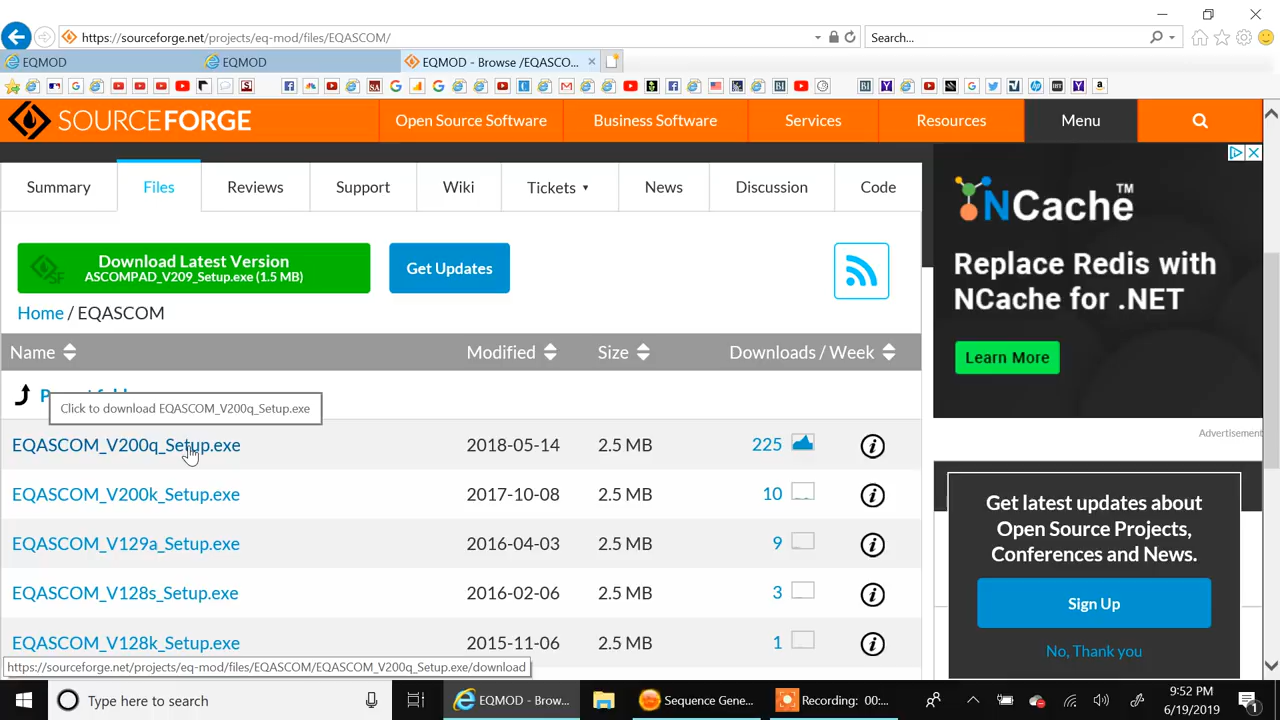 https://sourceforge.net/projects/eq-mod/files/EQASCOM/
Search...
EQMOD
EQMOD
EQMOD - Browse /EQASCO...
SOURCEFORGE
Open Source Software
Business Software
Services
Resources
Menu
Summary
Files
Reviews
Support
Wiki
Tickets
News
Discussion
Code
Download Latest Version
ASCOMPAD_V209_Setup.exe (1.5 MB)
Get Updates
Home / EQASCOM
Name
Modified
Size
Downloads / Week
Click to download EQASCOM_V200q_Setup.exe
EQASCOM_V200q_Setup.exe
2018-05-14
2.5 MB
225
EQASCOM_V200k_Setup.exe
2017-10-08
2.5 MB
10
EQASCOM_V129a_Setup.exe
2016-04-03
2.5 MB
9
EQASCOM_V128s_Setup.exe
2016-02-06
2.5 MB
3
EQASCOM_V128k_Setup.exe
2015-11-06
2.5 MB
1
https://sourceforge.net/projects/eq-mod/files/EQASCOM/EQASCOM_V200q_Setup.exe/download
NCache™
Replace Redis with
NCache for .NET
Learn More
Advertisement
Get latest updates about
Open Source Projects,
Conferences and News.
Sign Up
No, Thank you
Type here to search
EQMOD - Brow...
Sequence Gene...
Recording: 00:...
9:52 PM
6/19/2019